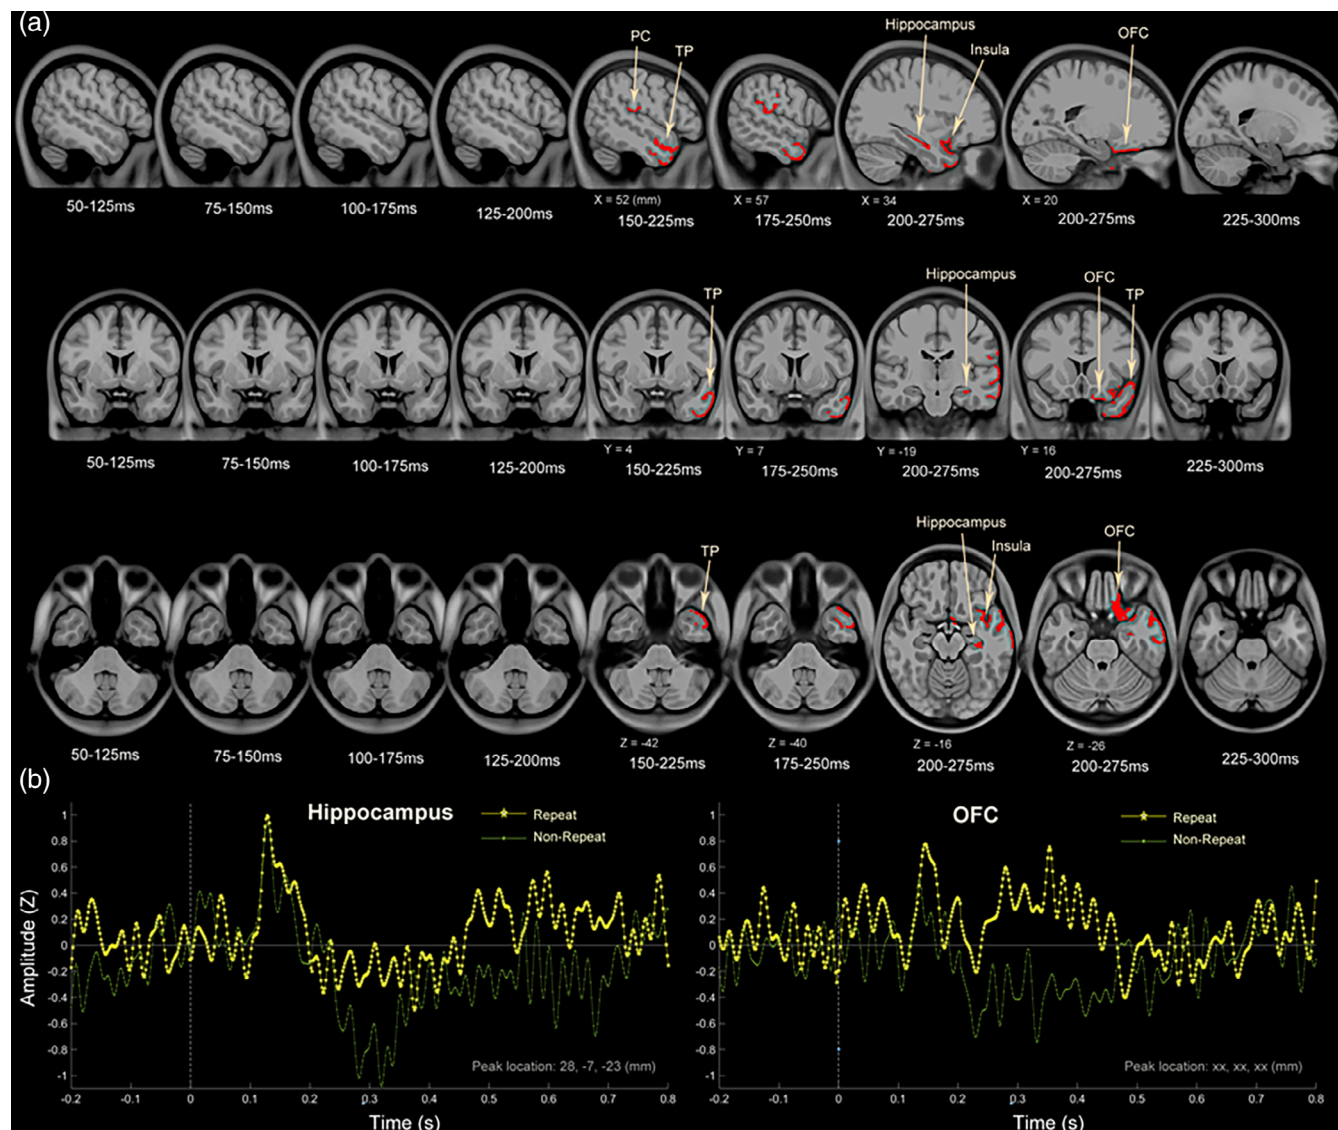 (a)
Hippocampus
OFC
PC
TP
Insula
50-125ms
75-150ms
100-175ms
125-200ms
X = 52 (mm)
150-225ms
X = 57
175-250ms
X = 34
200-275ms
X = 20
200-275ms
225-300ms
Hippocampus
OFC
TP
TP
50-125ms
75-150ms
100-175ms
125-200ms
Y = 4
150-225ms
Y = 7
175-250ms
Y = -19
200-275ms
Y = 16
200-275ms
225-300ms
Hippocampus
OFC
TP
Insula
50-125ms
75-150ms
100-175ms
125-200ms
Z = -42
150-225ms
Z = -40
175-250ms
Z = -16
200-275ms
Z = -26
200-275ms
225-300ms
(b)
Hippocampus
Repeat
Non-Repeat
Amplitude (Z)
1
0.8
0.6
0.4
0.2
0
-0.2
-0.4
-0.6
-0.8
-1
Peak location: 28, -7, -23 (mm)
-0.2 -0.1 0 0.1 0.2 0.3 0.4 0.5 0.6 0.7 0.8
Time (s)
OFC
Repeat
Non-Repeat
1
0.8
0.6
0.4
0.2
0
-0.2
-0.4
-0.6
-0.8
-1
Peak location: xx, xx, xx (mm)
-0.2 -0.1 0 0.1 0.2 0.3 0.4 0.5 0.6 0.7 0.8
Time (s)